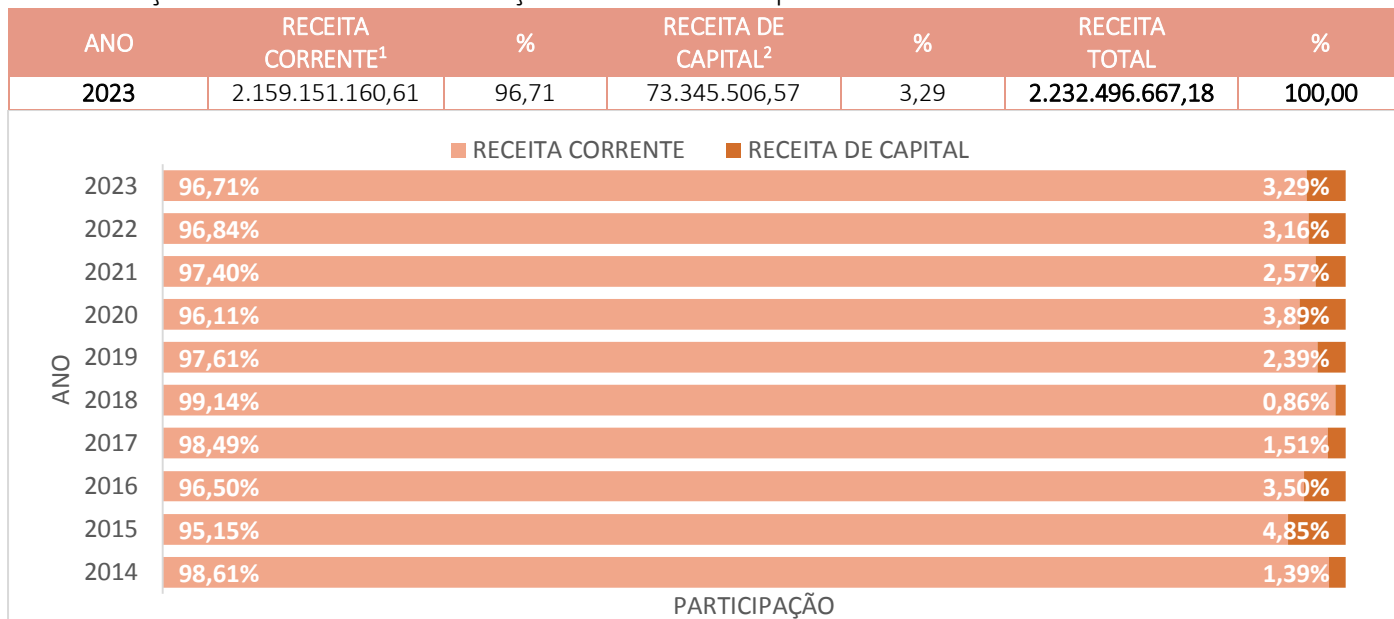 ANO RECEITA CORRENTE¹ % RECEITA DE CAPITAL² % RECEITA TOTAL %
2023 2.159.151.160,61 96,71 73.345.506,57 3,29 2.232.496.667,18 100,00
RECEITA CORRENTE RECEITA DE CAPITAL
2023 96,71% 3,29%
2022 96,84% 3,16%
2021 97,40% 2,57%
2020 96,11% 3,89%
2019 97,61% 2,39%
2018 99,14% 0,86%
2017 98,49% 1,51%
2016 96,50% 3,50%
2015 95,15% 4,85%
2014 98,61% 1,39%
ANO
PARTICIPAÇÃO